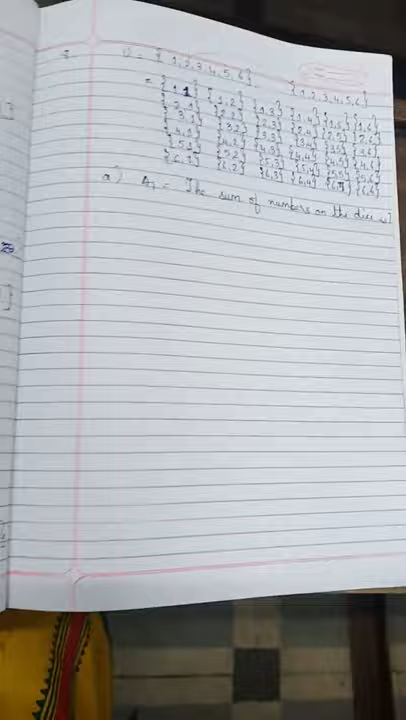 U = { 1,2,3,4,5,6} {1,2,3,4,5,6}
= {1,1} {1,2} {1,3} {1,4} {1,5} {1,6}
{2,1} {2,2} {2,3} {2,4} {2,5} {2,6}
{3,1} {3,2} {3,3} {3,4} {3,5} {3,6}
{4,1} {4,2} {4,3} {4,4} {4,5} {4,6}
{5,1} {5,2} {5,3} {5,4} {5,5} {5,6}
{6,1} {6,2} {6,3} {6,4} {6,5} {6,6}
a) A₁ = The sum of numbers on the dice is